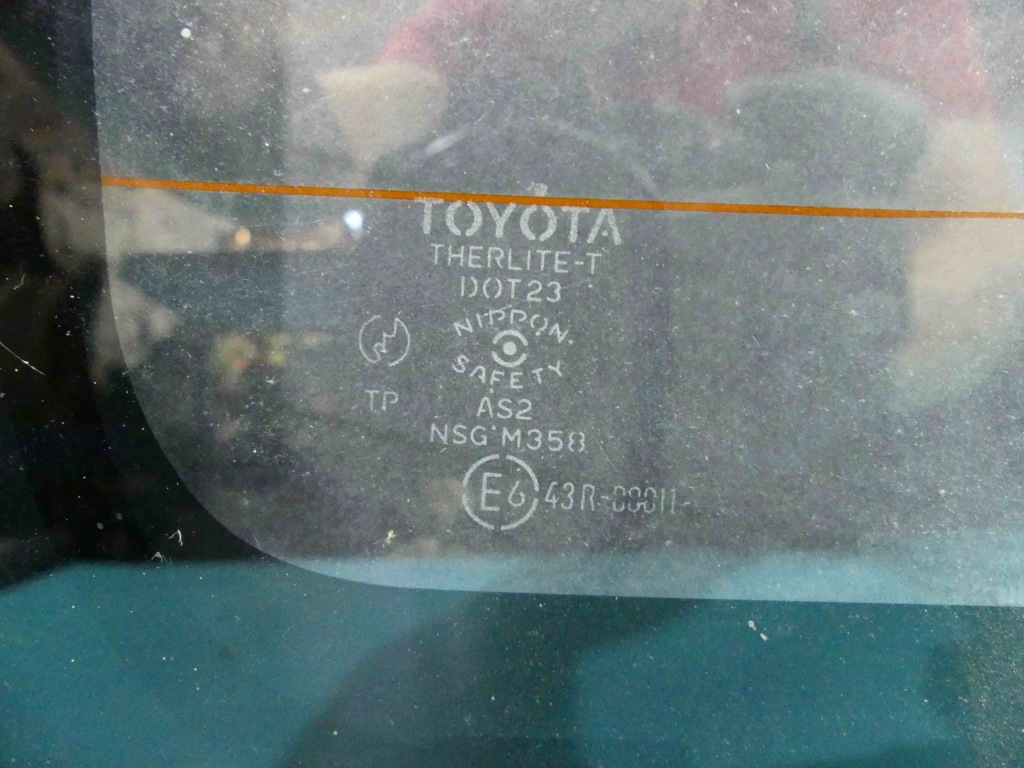 TOYOTA
THERLITE-T
DOT23
NIPPON
SAFETY
TP
AS2
NSG M358
E6 43R-00011